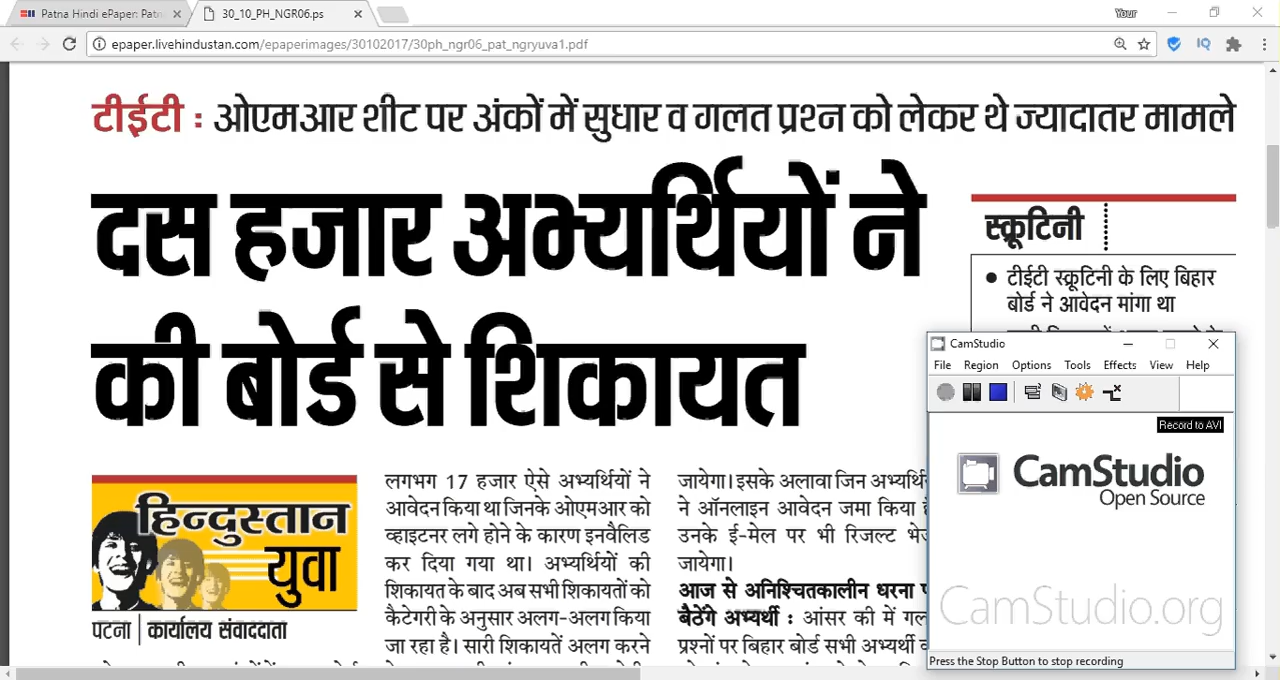 Patna Hindi ePaper: Patn
30_10_PH_NGR06.ps
Your
epaper.livehindustan.com/epaperimages/30102017/30ph_ngr06_pat_ngryuva1.pdf
IQ
टीईटी : ओएमआर शीट पर अंकों में सुधार व गलत प्रश्न को लेकर थे ज्यादातर मामले
दस हजार अभ्यर्थियों ने
की बोर्ड से शिकायत
स्क्रूटिनी
● टीईटी स्क्रूटिनी के लिए बिहार
बोर्ड ने आवेदन मांगा था
हिन्दुस्तान
युवा
पटना | कार्यालय संवाददाता
लगभग 17 हजार ऐसे अभ्यर्थियों ने
आवेदन किया था जिनके ओएमआर को
व्हाइटनर लगे होने के कारण इनवैलिड
कर दिया गया था। अभ्यर्थियों की
शिकायत के बाद अब सभी शिकायतों को
कैटेगरी के अनुसार अलग-अलग किया
जा रहा है। सारी शिकायतें अलग करने
जायेगा। इसके अलावा जिन अभ्यर्थि
ने ऑनलाइन आवेदन जमा किया
उनके ई-मेल पर भी रिजल्ट भेज
जायेगा।
आज से अनिश्चितकालीन धरना
बैठेंगे अभ्यर्थी : आंसर की में गल
प्रश्नों पर बिहार बोर्ड सभी अभ्यर्थी
CamStudio
File Region Options Tools Effects View Help
Record to AVI
CamStudio
Open Source
CamStudio.org
Press the Stop Button to stop recording